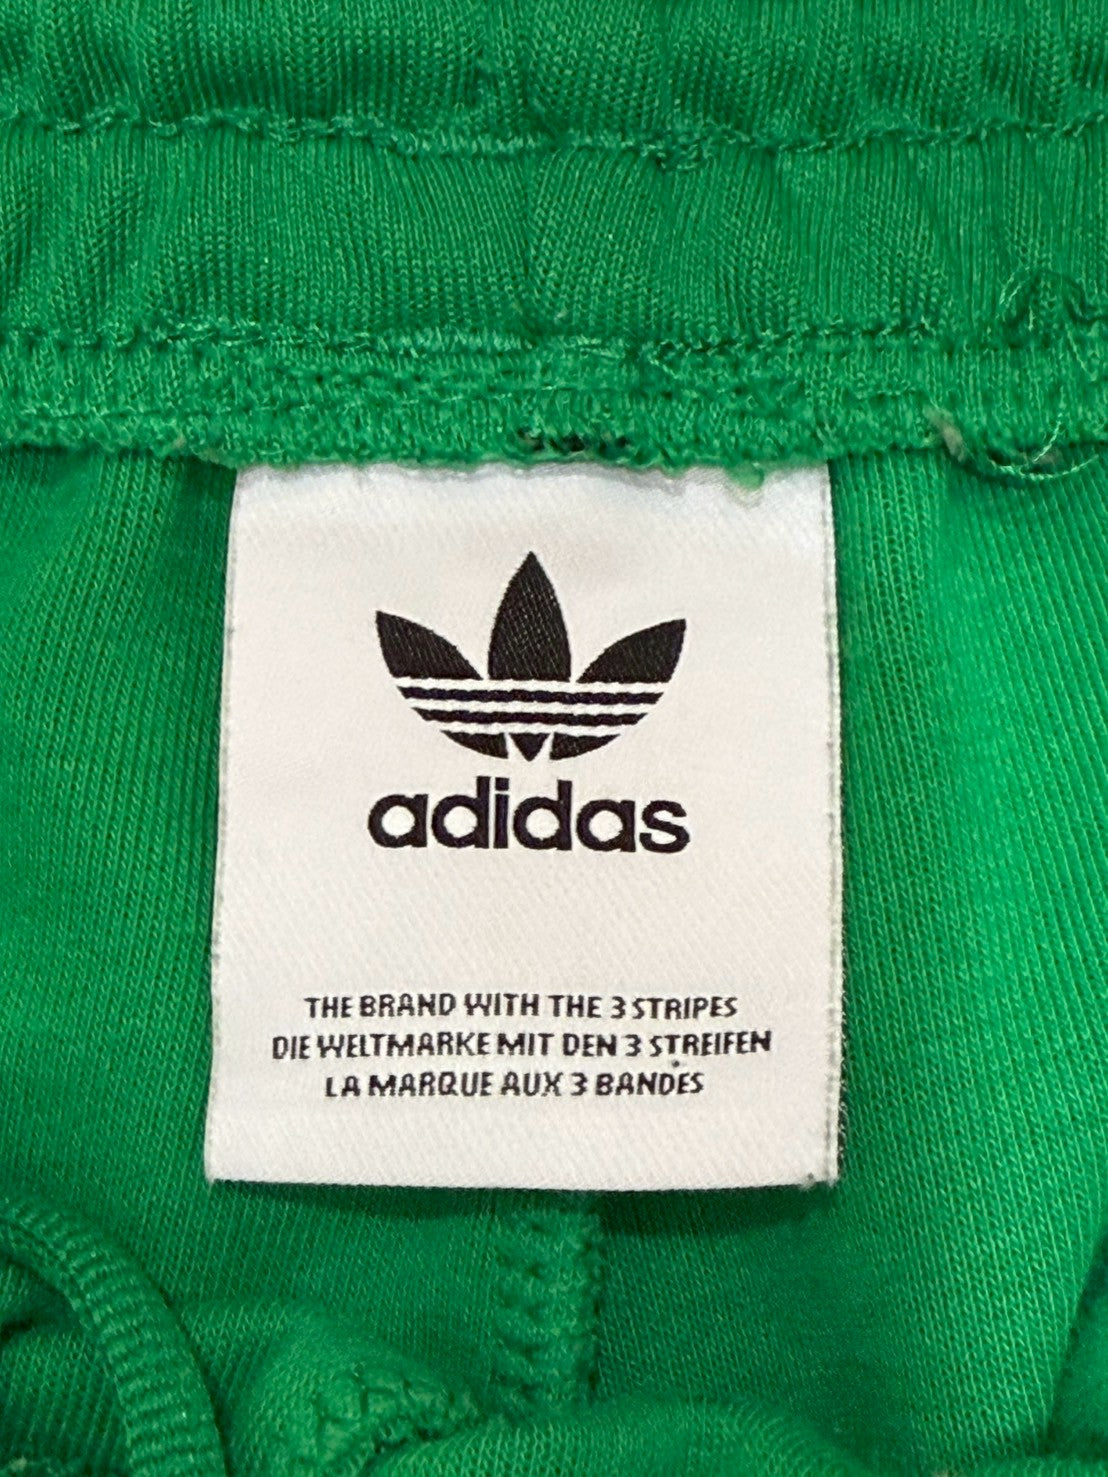 adidas
THE BRAND WITH THE 3 STRIPES
DIE WELTMARKE MIT DEN 3 STREIFEN
LA MARQUE AUX 3 BANDES